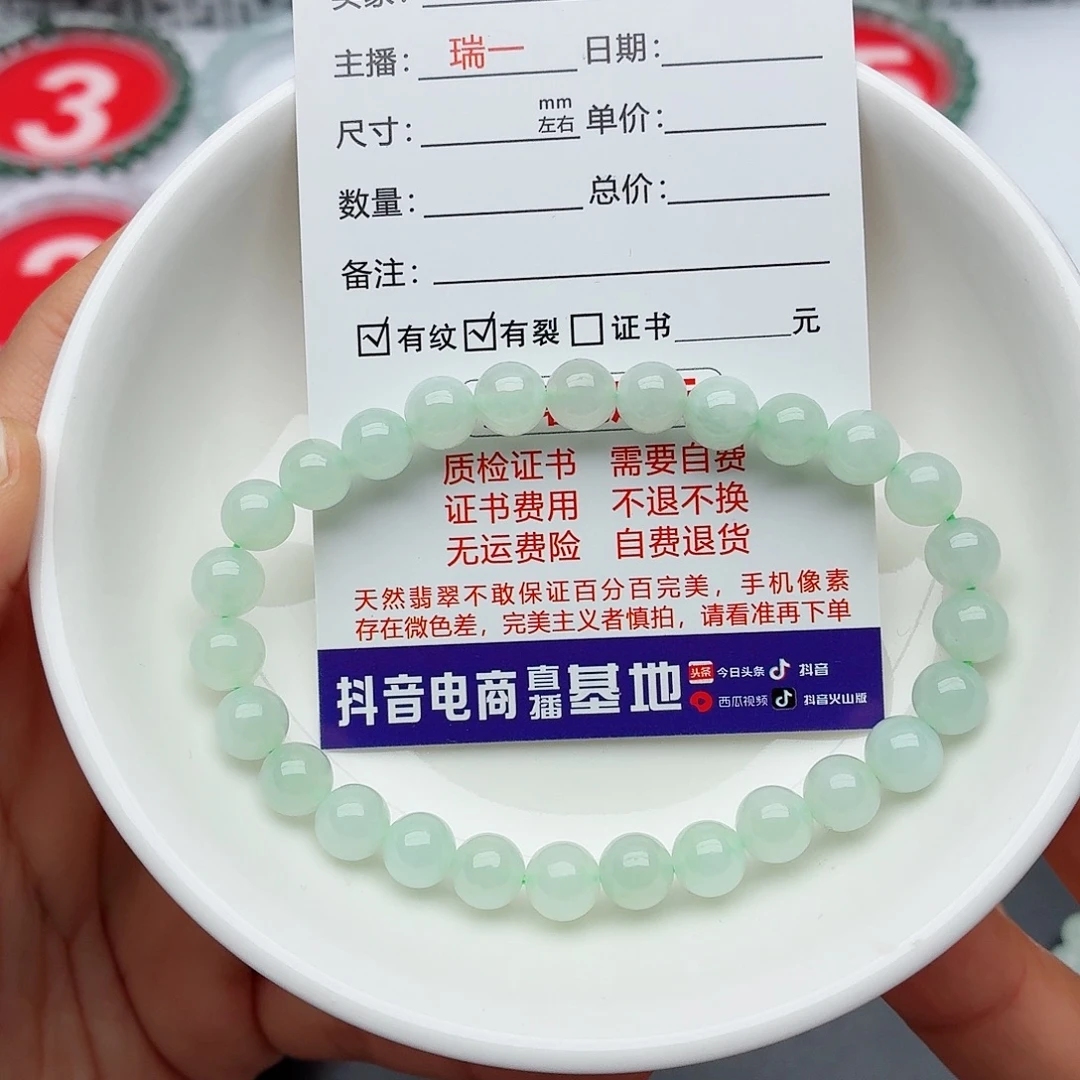 3
5
2
买家：
主播： 瑞一 日期：
尺寸： mm 左右 单价：
数量： 总价：
备注：
☑有纹☑有裂□证书 元
质检证书 需要自费
证书费用 不退不换
无运费险 自费退货
天然翡翠不敢保证百分百完美，手机像素
存在微色差，完美主义者慎拍，请看准再下单
抖音电商 直播 基地 头条 今日头条 抖音
西瓜视频 抖音火山版